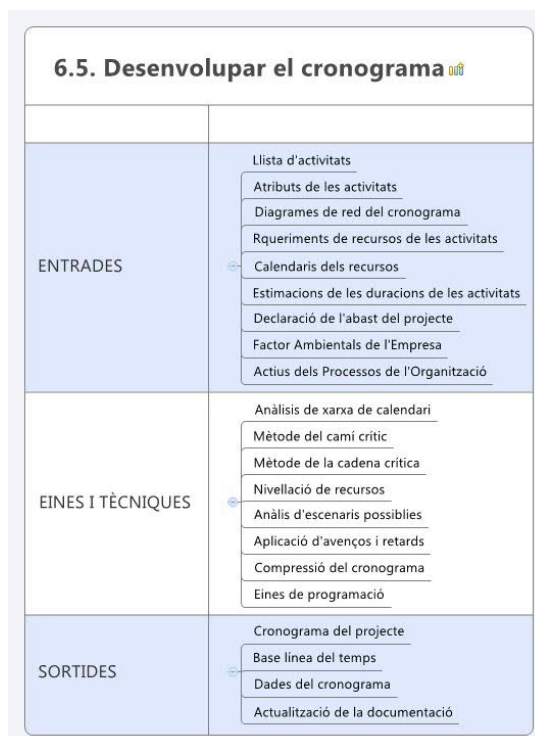 6.5. Desenvolupar el cronograma
ENTRADES
Llista d'activitats
Atributs de les activitats
Diagrames de red del cronograma
Rqueriments de recursos de les activitats
Calendaris dels recursos
Estimacions de les duracions de les activitats
Declaració de l'abast del projecte
Factor Ambientals de l'Empresa
Actius dels Processos de l'Organització
EINES I TÈCNIQUES
Anàlisis de xarxa de calendari
Mètode del camí crític
Mètode de la cadena crítica
Nivellació de recursos
Anàlis d'escenaris possiblies
Aplicació d'avenços i retards
Compressió del cronograma
Eines de programació
SORTIDES
Cronograma del projecte
Base línea del temps
Dades del cronograma
Actualització de la documentació